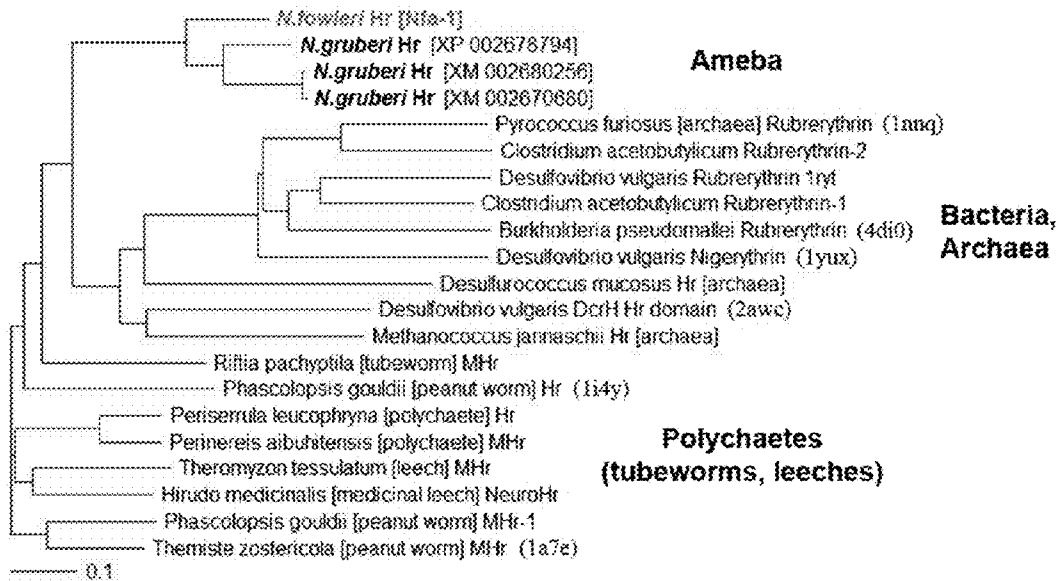 N.fowleri Hr [Nfa-1]
N.gruberi Hr [XP 002678794]
N.gruberi Hr [XM 002680256]
N.gruberi Hr [XM 002670680]
Ameba
Pyrococcus furiosus [archaea] Rubrerythrin (1nnq)
Clostridium acetobutylicum Rubrerythrin-2
Desulfovibrio vulgaris Rubrerythrin 1ryt
Clostridium acetobutylicum Rubrerythrin-1
Burkholderia pseudomallei Rubrerythrin (4di0)
Desulfovibrio vulgaris Nigerythrin (1yux)
Bacteria,
Archaea
Desulfurococcus mucosus Hr [archaea]
Desulfovibrio vulgaris DcrH Hr domain (2awc)
Methanococcus jannaschii Hr [archaea]
Riftia pachyptila [tubeworm] MHr
Phascolopsis gouldii [peanut worm] Hr (1i4y)
Periserrula leucophryna [polychaete] Hr
Perinereis aibuhitensis [polychaete] MHr
Theromyzon tessulatum [leech] MHr
Hirudo medicinalis [medicinal leech] NeuroHr
Phascolopsis gouldii [peanut worm] MHr-1
Themiste zostericola [peanut worm] MHr (1a7e)
Polychaetes
(tubeworms, leeches)
0.1